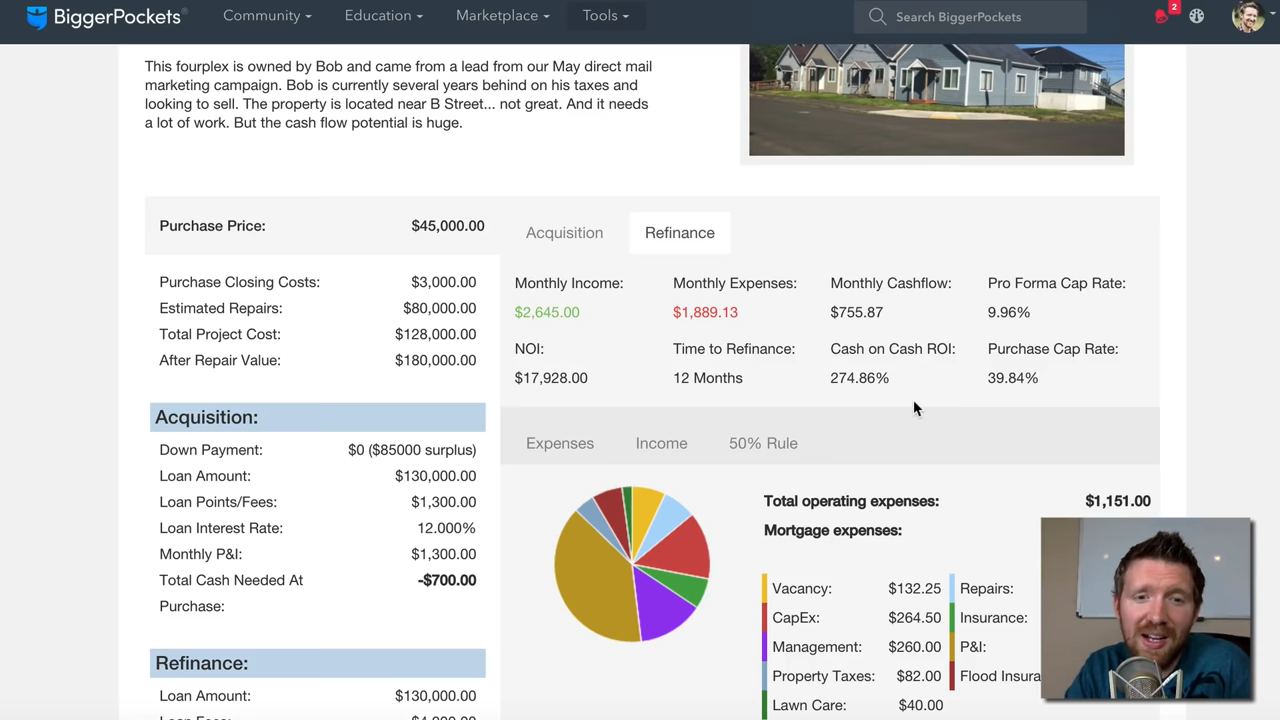 BiggerPockets
Community
Education
Marketplace
Tools
Search BiggerPockets
2
This fourplex is owned by Bob and came from a lead from our May direct mail
marketing campaign. Bob is currently several years behind on his taxes and
looking to sell. The property is located near B Street... not great. And it needs
a lot of work. But the cash flow potential is huge.
Purchase Price: $45,000.00
Purchase Closing Costs: $3,000.00
Estimated Repairs: $80,000.00
Total Project Cost: $128,000.00
After Repair Value: $180,000.00
Acquisition:
Down Payment: $0 ($85000 surplus)
Loan Amount: $130,000.00
Loan Points/Fees: $1,300.00
Loan Interest Rate: 12.000%
Monthly P&I: $1,300.00
Total Cash Needed At -$700.00
Purchase:
Refinance:
Loan Amount: $130,000.00
Acquisition
Refinance
Monthly Income: Monthly Expenses: Monthly Cashflow: Pro Forma Cap Rate:
$2,645.00 $1,889.13 $755.87 9.96%
NOI: Time to Refinance: Cash on Cash ROI: Purchase Cap Rate:
$17,928.00 12 Months 274.86% 39.84%
Expenses Income 50% Rule
Total operating expenses: $1,151.00
Mortgage expenses:
Vacancy: $132.25 Repairs:
CapEx: $264.50 Insurance:
Management: $260.00 P&I:
Property Taxes: $82.00 Flood Insura
Lawn Care: $40.00